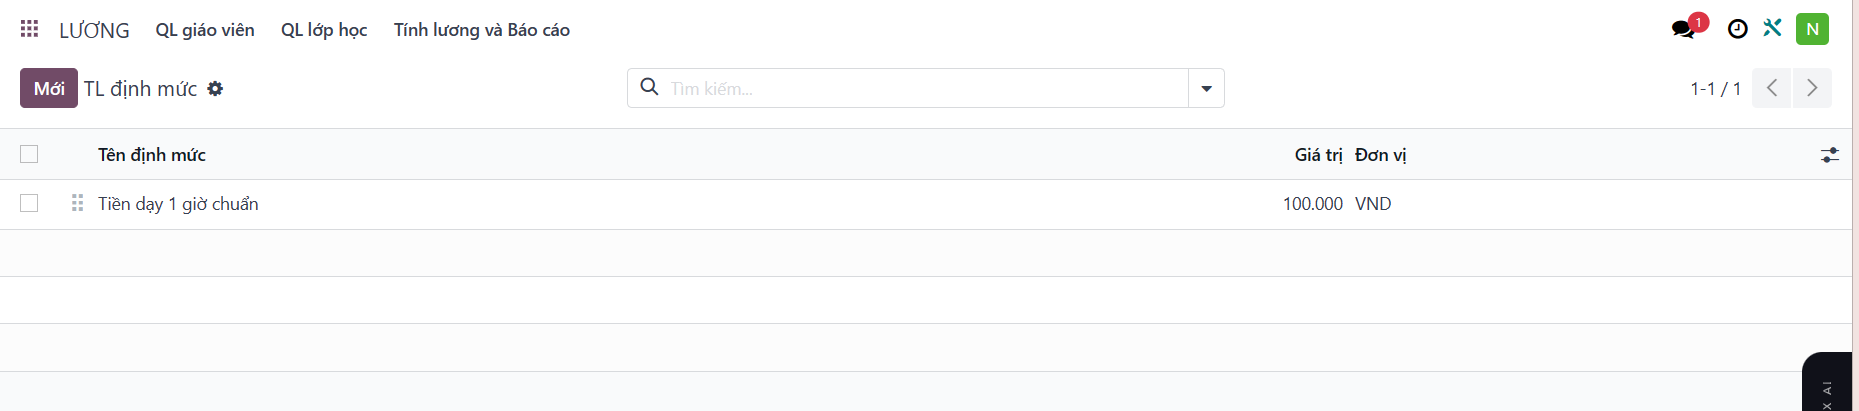 LƯƠNG QL giáo viên QL lớp học Tính lương và Báo cáo 1 N
Mới TL định mức Tìm kiếm... 1-1 / 1
Tên định mức Giá trị Đơn vị
Tiền dạy 1 giờ chuẩn 100.000 VND
X AI